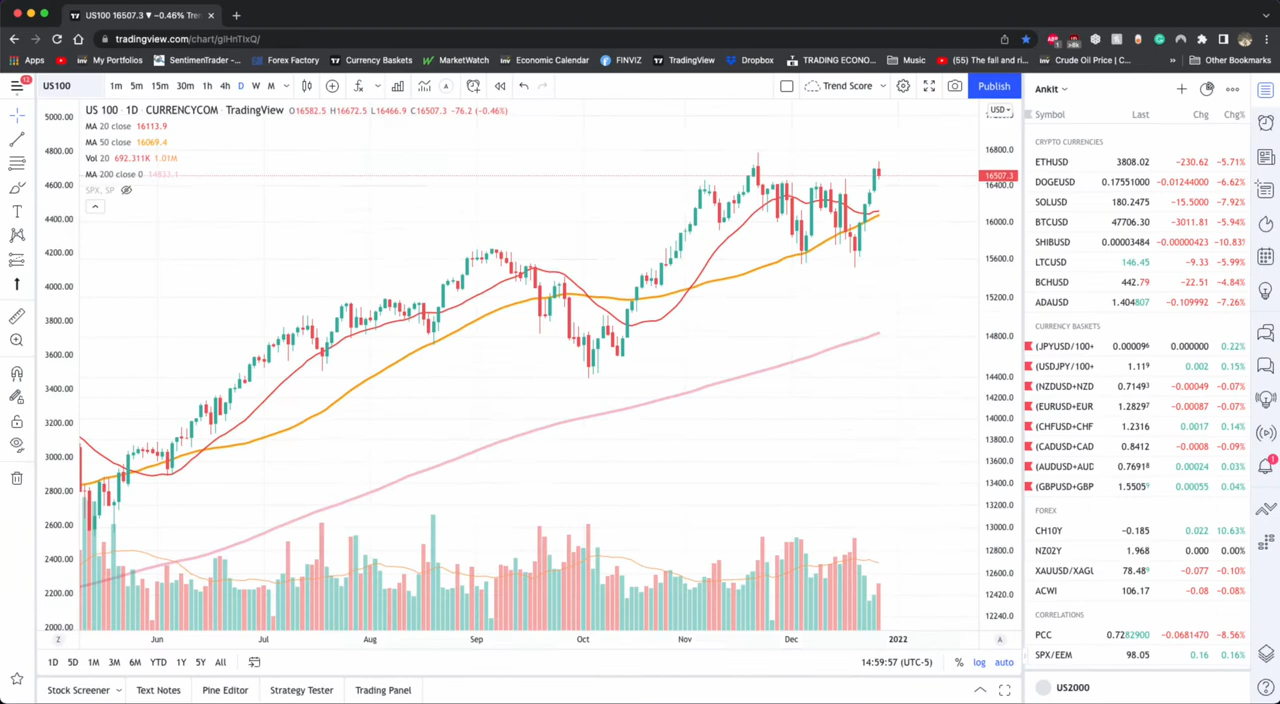 US100 16507.3 ▼ −0.46% Tre
tradingview.com/chart/gIHnTIxQ/
Apps My Portfolios SentimenTrader -... Forex Factory Currency Baskets MarketWatch Economic Calendar FINVIZ TradingView Dropbox TRADING ECONO... Music (55) The fall and ri... Crude Oil Price | C... » Other Bookmarks
12 US100 1m 5m 15m 30m 1h 4h D W M Trend Score Publish Ankit
US 100 · 1D · CURRENCYCOM TradingView O16582.5 H16672.5 L16466.9 C16507.3 −76.2 (−0.46%)
MA 20 close 16113.9
MA 50 close 16069.4
Vol 20 692.311K 1.01M
MA 200 close 0 14833.1
SPX, SP
5000.00
4800.00
4600.00
4400.00
4200.00
4000.00
3800.00
3600.00
3400.00
3200.00
3000.00
2800.00
2600.00
2400.00
2200.00
2000.00
USD
16800.0
16507.3
16400.0
16000.0
15600.0
15200.0
14800.0
14400.0
14000.0
13800.0
13600.0
13400.0
13200.0
13000.0
12800.0
12600.0
12420.0
12240.0
Z Jun Jul Aug Sep Oct Nov Dec 2022 A
1D 5D 1M 3M 6M YTD 1Y 5Y All 14:59:57 (UTC-5) % log auto
Stock Screener Text Notes Pine Editor Strategy Tester Trading Panel
Symbol Last Chg Chg%
CRYPTO CURRENCIES
ETHUSD 3808.02 −230.62 −5.71%
DOGEUSD 0.17551000 −0.01244000 −6.62%
SOLUSD 180.2475 −15.5000 −7.92%
BTCUSD 47706.30 −3011.81 −5.94%
SHIBUSD 0.00003484 −0.00000423 −10.83%
LTCUSD 146.45 −9.33 −5.99%
BCHUSD 442.79 −22.51 −4.84%
ADAUSD 1.404807 −0.109992 −7.26%
CURRENCY BASKETS
(JPYUSD/100+ 0.000096 0.000000 0.22%
(USDJPY/100+ 1.119 0.002 0.15%
(NZDUSD+NZD 0.71493 −0.00049 −0.07%
(EURUSD+EUR 1.28297 −0.00087 −0.07%
(CHFUSD+CHF 1.2316 0.0017 0.14%
(CADUSD+CAD 0.8412 −0.0008 −0.09%
(AUDUSD+AUD 0.76918 0.00024 0.03%
(GBPUSD+GBP 1.55059 0.00055 0.04%
FOREX
CH10Y −0.185 0.022 10.63%
NZ02Y 1.968 0.000 0.00%
XAUUSD/XAGU 78.489 −0.077 −0.10%
ACWI 106.17 −0.08 −0.08%
CORRELATIONS
PCC 0.7282900 −0.0681470 −8.56%
SPX/EEM 98.05 0.16 0.16%
US2000